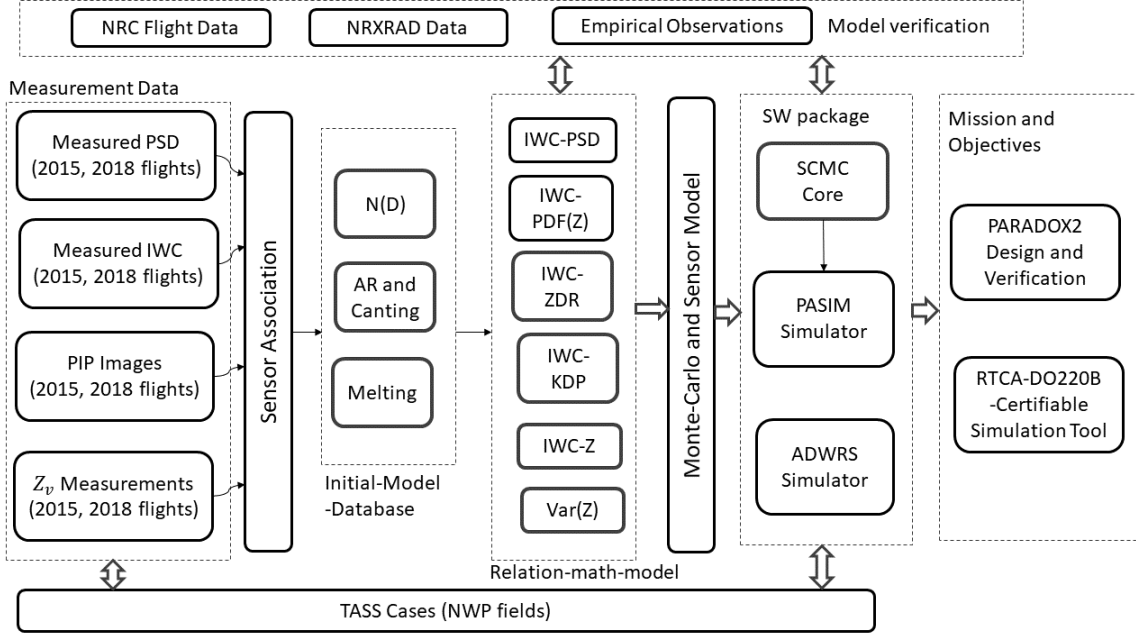 NRC Flight Data
NRXRAD Data
Empirical Observations
Model verification
Measurement Data
Measured PSD
(2015, 2018 flights)
Measured IWC
(2015, 2018 flights)
PIP Images
(2015, 2018 flights)
Zv Measurements
(2015, 2018 flights)
Sensor Association
N(D)
AR and
Canting
Melting
Initial-Model
-Database
IWC-PSD
IWC-
PDF(Z)
IWC-
ZDR
IWC-
KDP
IWC-Z
Var(Z)
Relation-math-model
Monte-Carlo and Sensor Model
SW package
SCMC
Core
PASIM
Simulator
ADWRS
Simulator
Mission and
Objectives
PARADOX2
Design and
Verification
RTCA-DO220B
-Certifiable
Simulation Tool
TASS Cases (NWP fields)